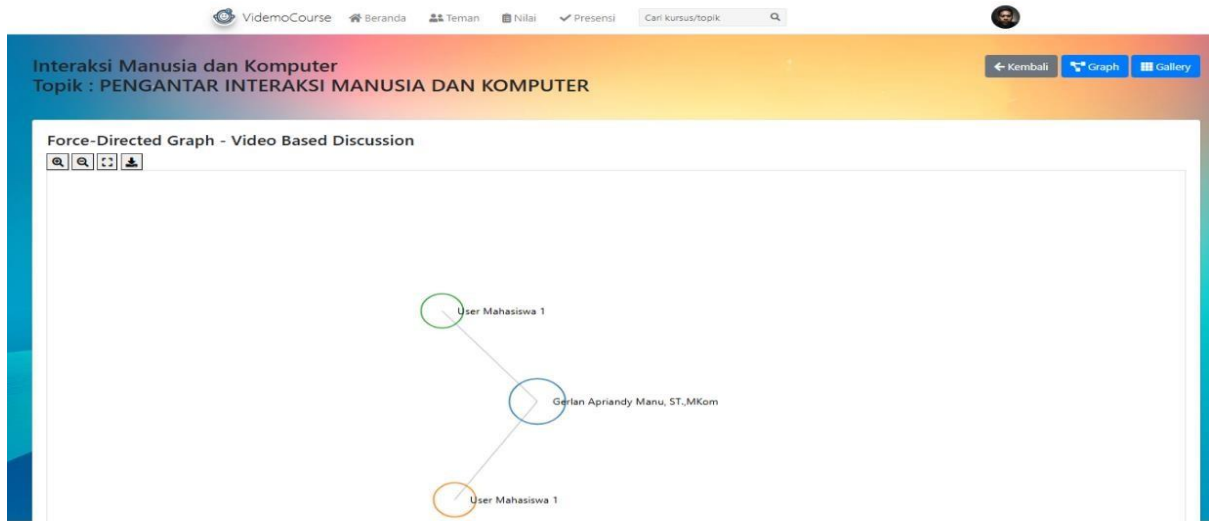 VidemoCourse Beranda Teman Nilai Presensi Cari kursus/topik
Interaksi Manusia dan Komputer
Topik : PENGANTAR INTERAKSI MANUSIA DAN KOMPUTER
Kembali Graph Gallery
Force-Directed Graph - Video Based Discussion
User Mahasiswa 1
Gerlan Apriandy Manu, ST.,MKom
User Mahasiswa 1